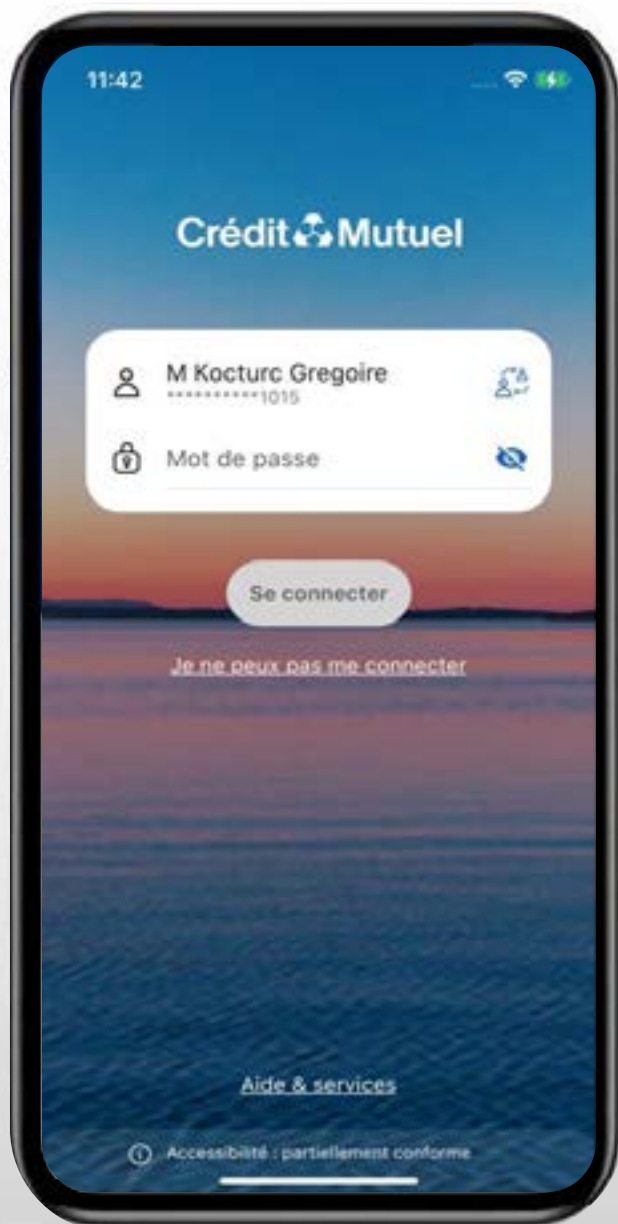 11:42
Crédit Mutuel
M Kocturc Gregoire
**********1015
Mot de passe
Se connecter
Je ne peux pas me connecter
Aide & services
Accessibilité : partiellement conforme